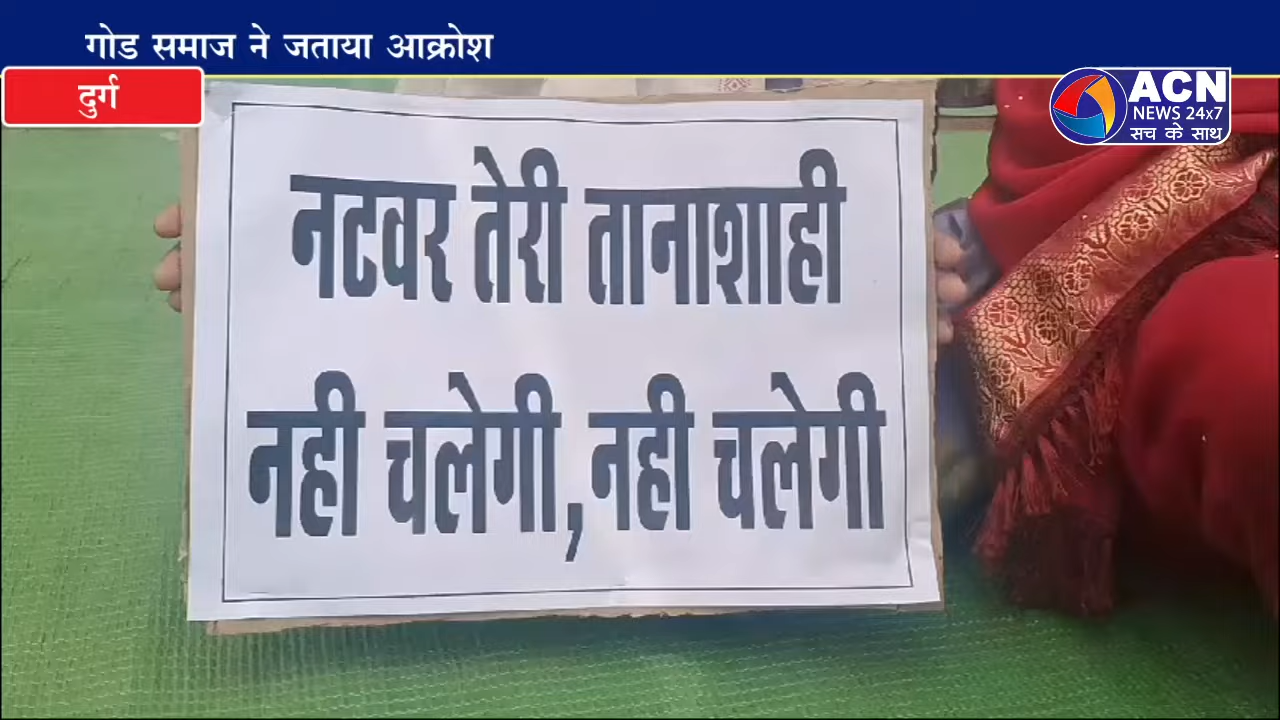 गोड समाज ने जताया आक्रोश
दुर्ग
ACN
NEWS 24x7
सच के साथ
नटवर तेरी तानाशाही
नही चलेगी, नही चलेगी